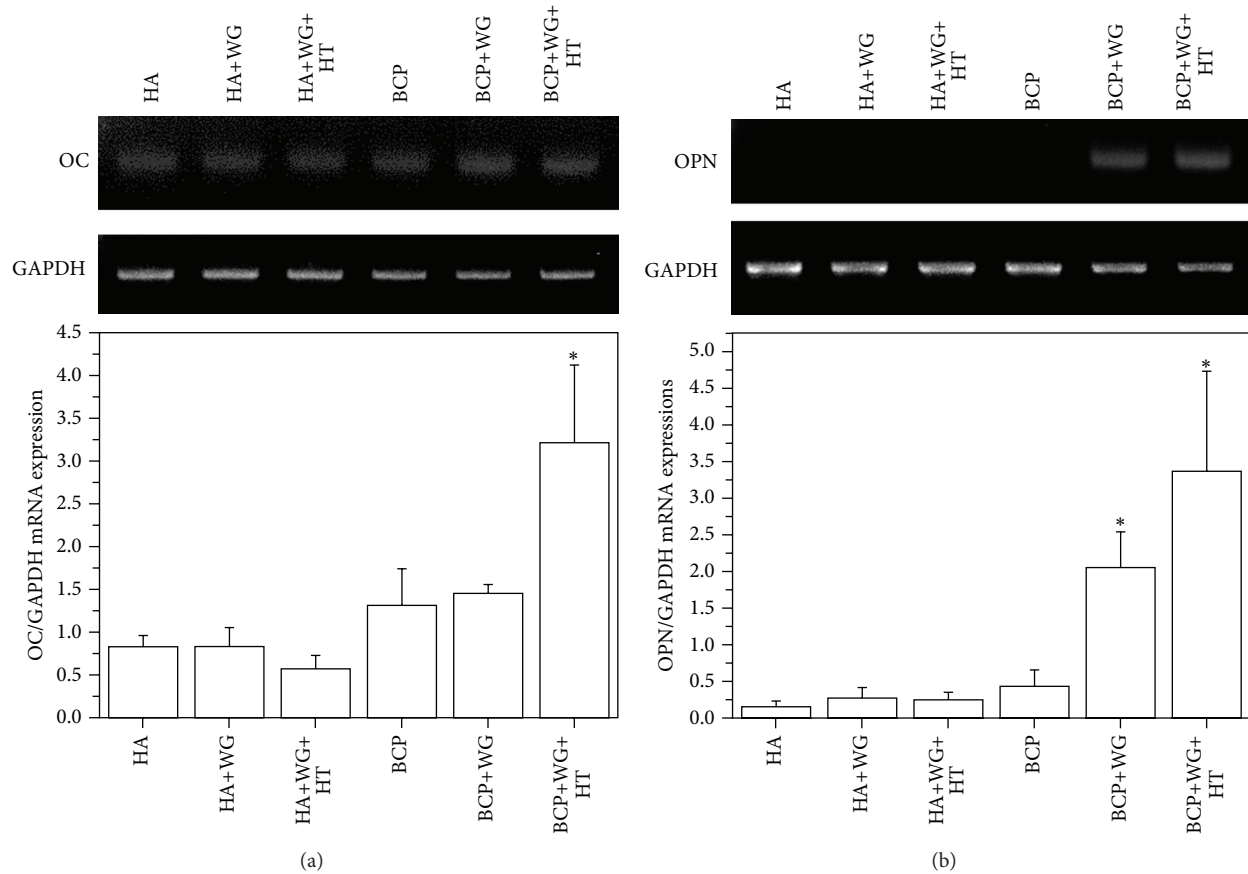 HA
HA+WG
HA+WG+
HT
BCP
BCP+WG
BCP+WG+
HT
OC
GAPDH
4.5
4.0
3.5
3.0
2.5
2.0
1.5
1.0
0.5
0.0
OC/GAPDH mRNA expression
*
HA
HA+WG
HA+WG+
HT
BCP
BCP+WG
BCP+WG+
HT
(a)
HA
HA+WG
HA+WG+
HT
BCP
BCP+WG
BCP+WG+
HT
OPN
GAPDH
5.0
4.5
4.0
3.5
3.0
2.5
2.0
1.5
1.0
0.5
0.0
OPN/GAPDH mRNA expressions
*
*
HA
HA+WG
HA+WG+
HT
BCP
BCP+WG
BCP+WG+
HT
(b)